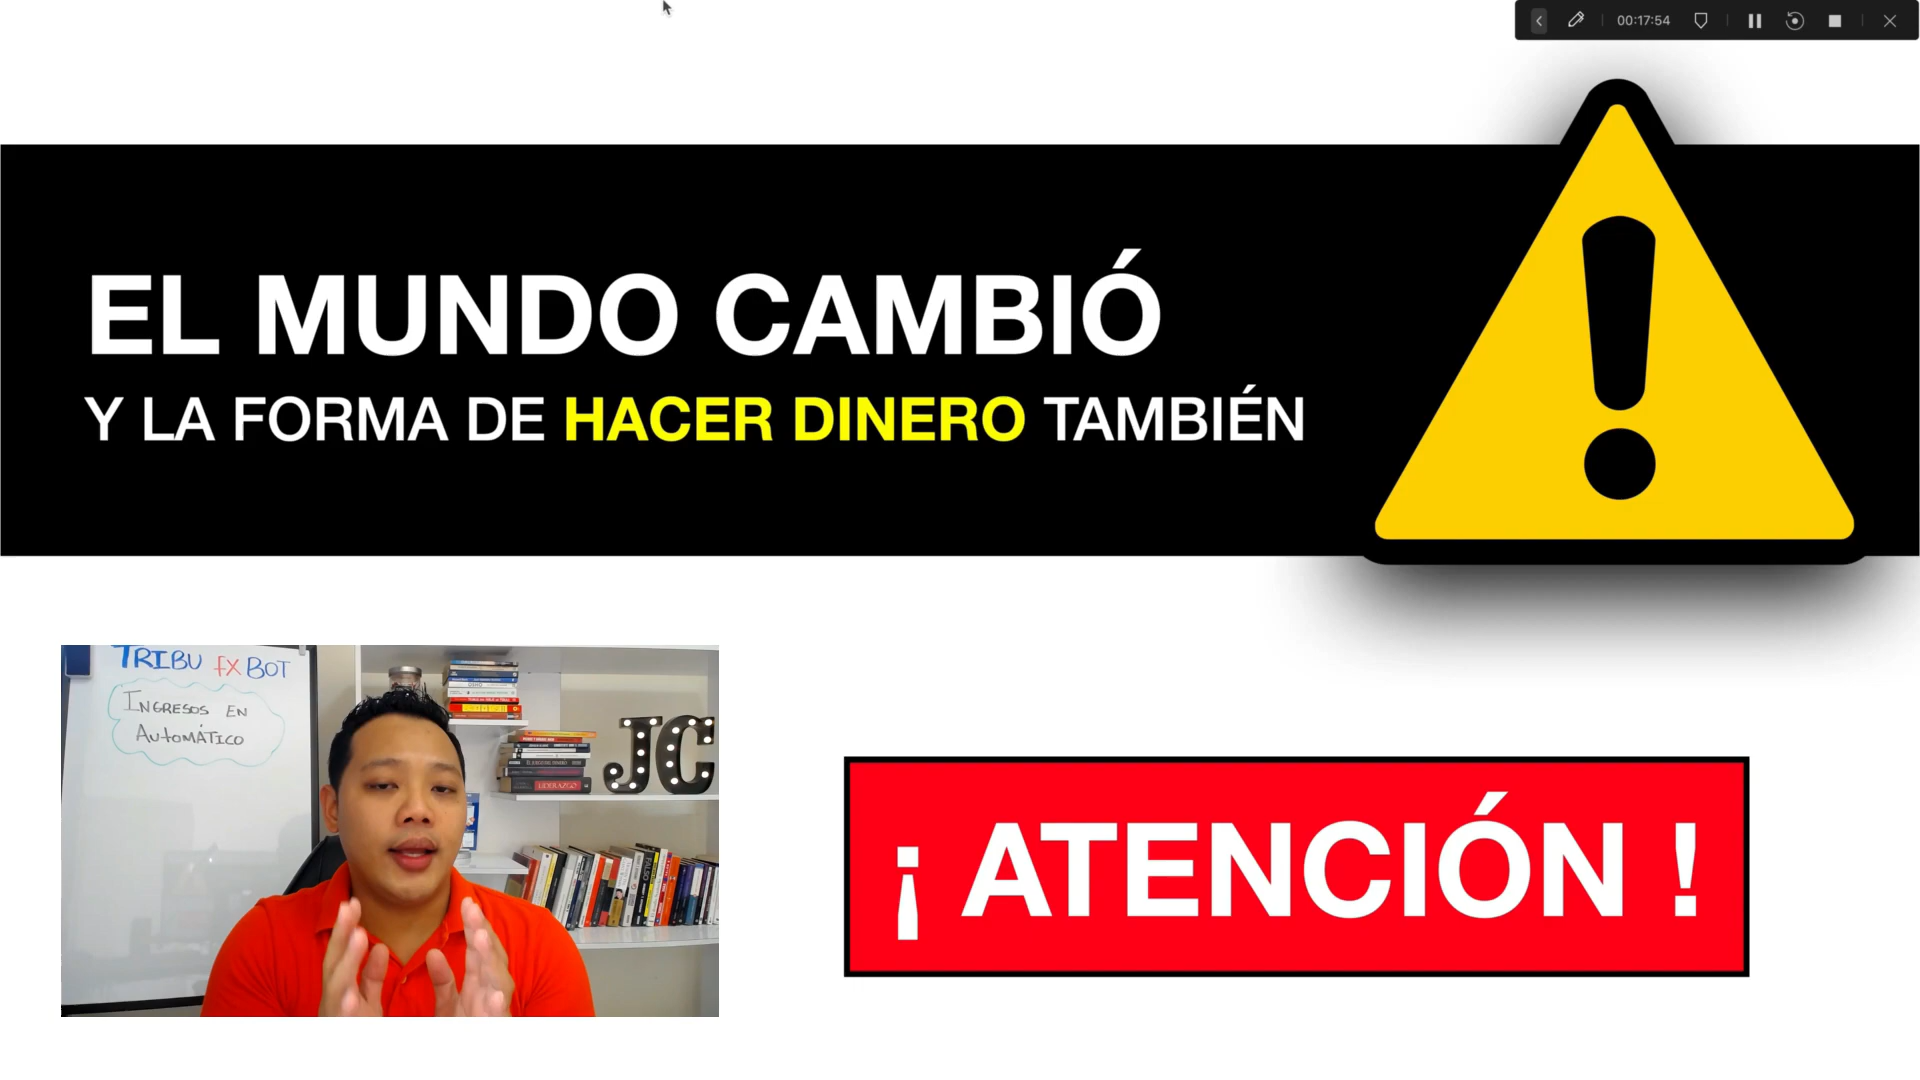 00:17:54
EL MUNDO CAMBIÓ
Y LA FORMA DE HACER DINERO TAMBIÉN
TRIBU FX BOT
INGRESOS EN
AUTOMÁTICO
JC
LIDERAZGO
¡ ATENCIÓN !